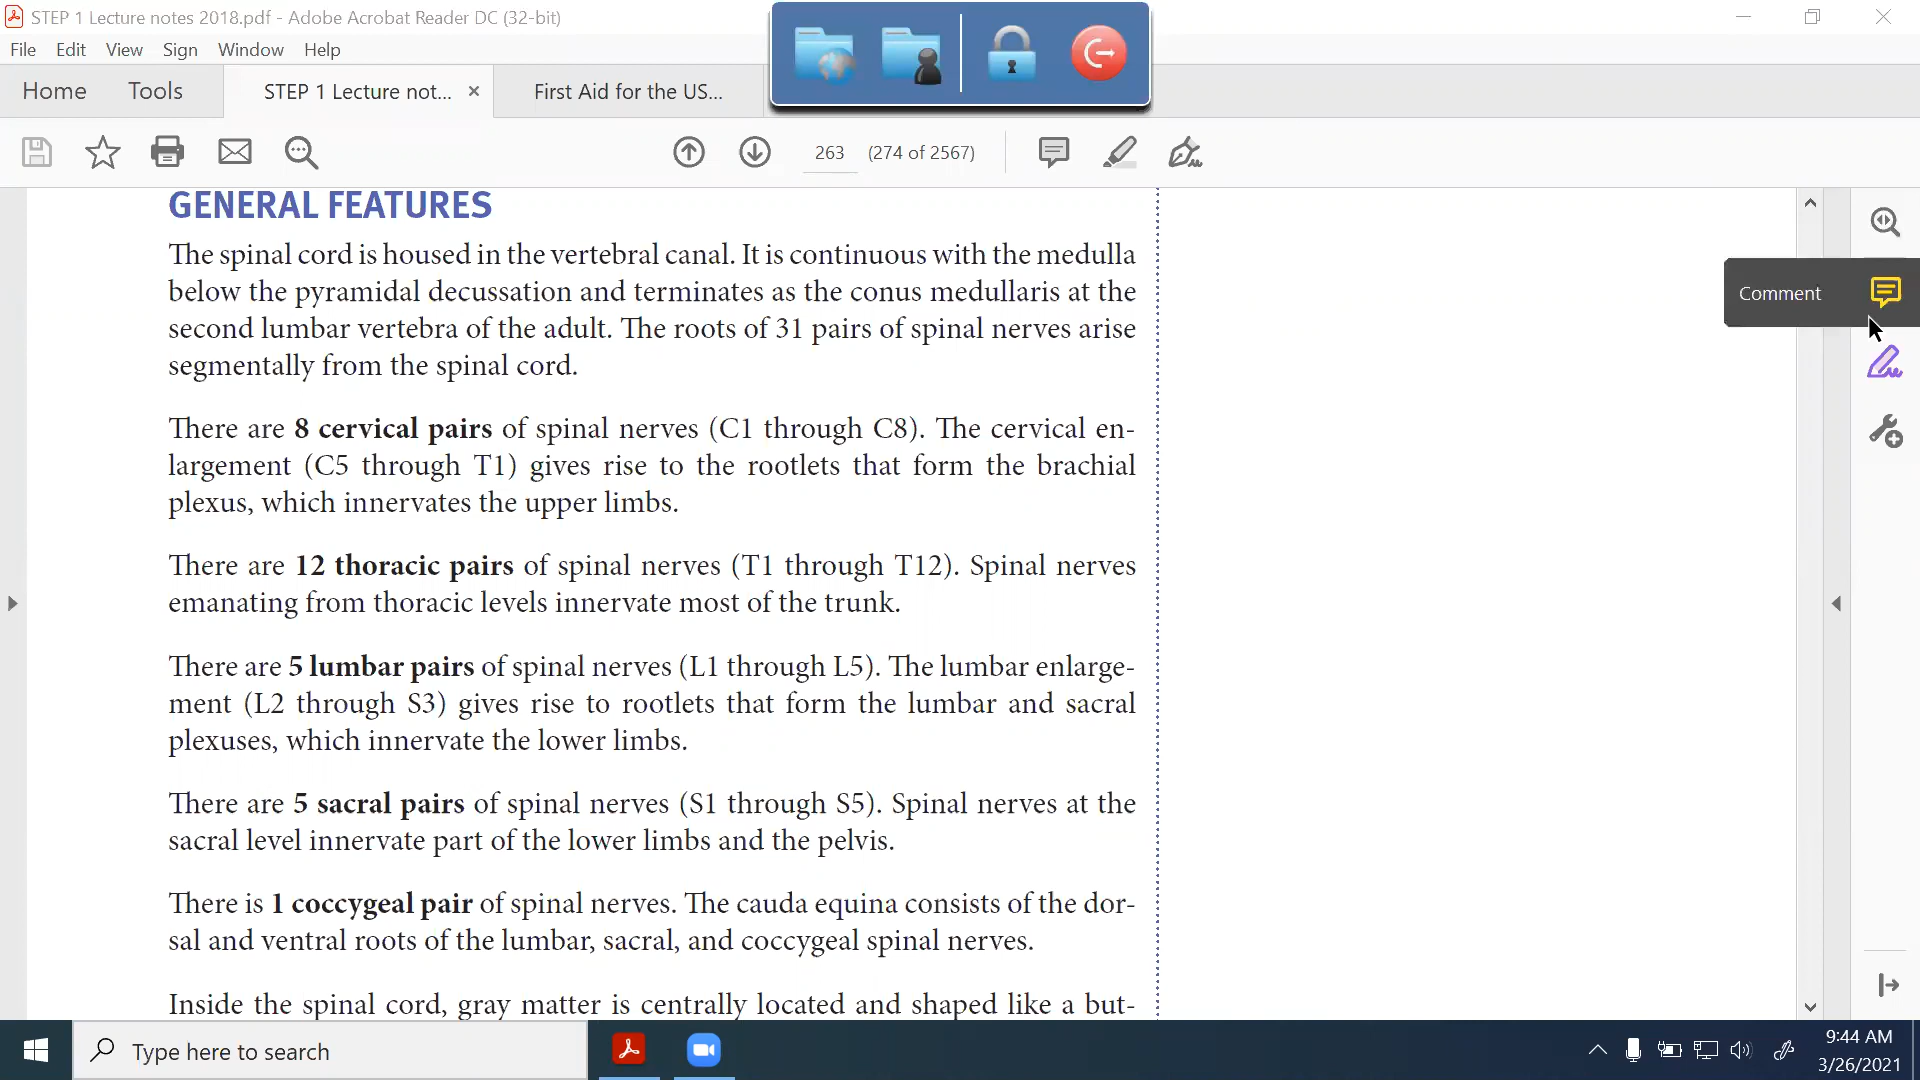 STEP 1 Lecture notes 2018.pdf - Adobe Acrobat Reader DC (32-bit)
File Edit View Sign Window Help
Home Tools STEP 1 Lecture not... × First Aid for the US...
263 (274 of 2567)
GENERAL FEATURES
The spinal cord is housed in the vertebral canal. It is continuous with the medulla
below the pyramidal decussation and terminates as the conus medullaris at the
second lumbar vertebra of the adult. The roots of 31 pairs of spinal nerves arise
segmentally from the spinal cord.
Comment
There are 8 cervical pairs of spinal nerves (C1 through C8). The cervical en-
largement (C5 through T1) gives rise to the rootlets that form the brachial
plexus, which innervates the upper limbs.
There are 12 thoracic pairs of spinal nerves (T1 through T12). Spinal nerves
emanating from thoracic levels innervate most of the trunk.
There are 5 lumbar pairs of spinal nerves (L1 through L5). The lumbar enlarge-
ment (L2 through S3) gives rise to rootlets that form the lumbar and sacral
plexuses, which innervate the lower limbs.
There are 5 sacral pairs of spinal nerves (S1 through S5). Spinal nerves at the
sacral level innervate part of the lower limbs and the pelvis.
There is 1 coccygeal pair of spinal nerves. The cauda equina consists of the dor-
sal and ventral roots of the lumbar, sacral, and coccygeal spinal nerves.
Inside the spinal cord, gray matter is centrally located and shaped like a but-
Type here to search
9:44 AM
3/26/2021